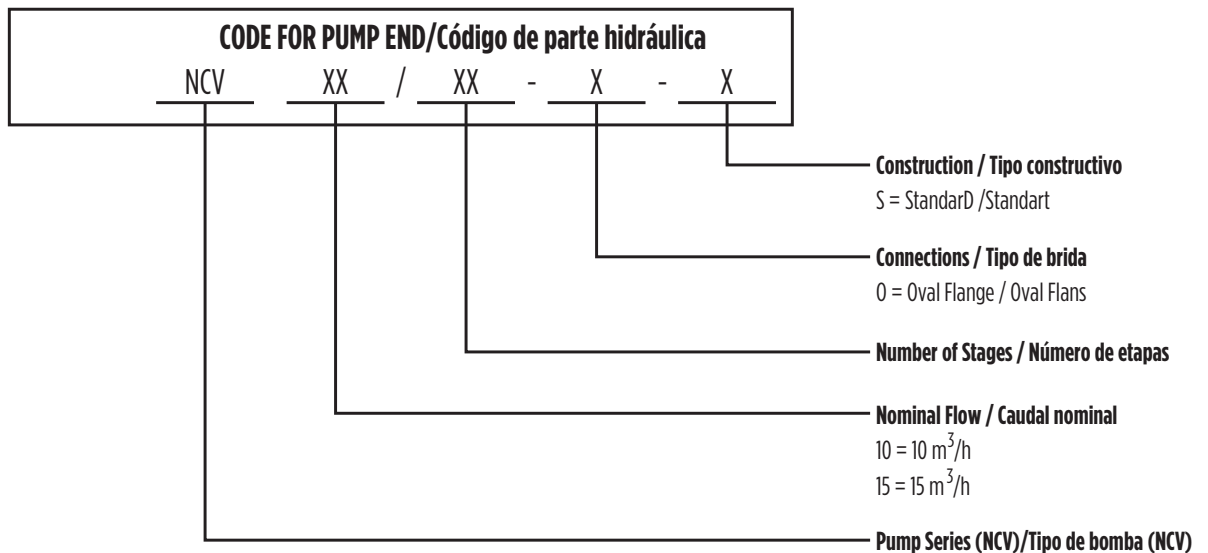 CODE FOR PUMP END/Código de parte hidráulica
NCV XX / XX - X - X
Construction / Tipo constructivo
S = StandarD /Standart
Connections / Tipo de brida
O = Oval Flange / Oval Flans
Number of Stages / Número de etapas
Nominal Flow / Caudal nominal
10 = 10 m³/h
15 = 15 m³/h
Pump Series (NCV)/Tipo de bomba (NCV)